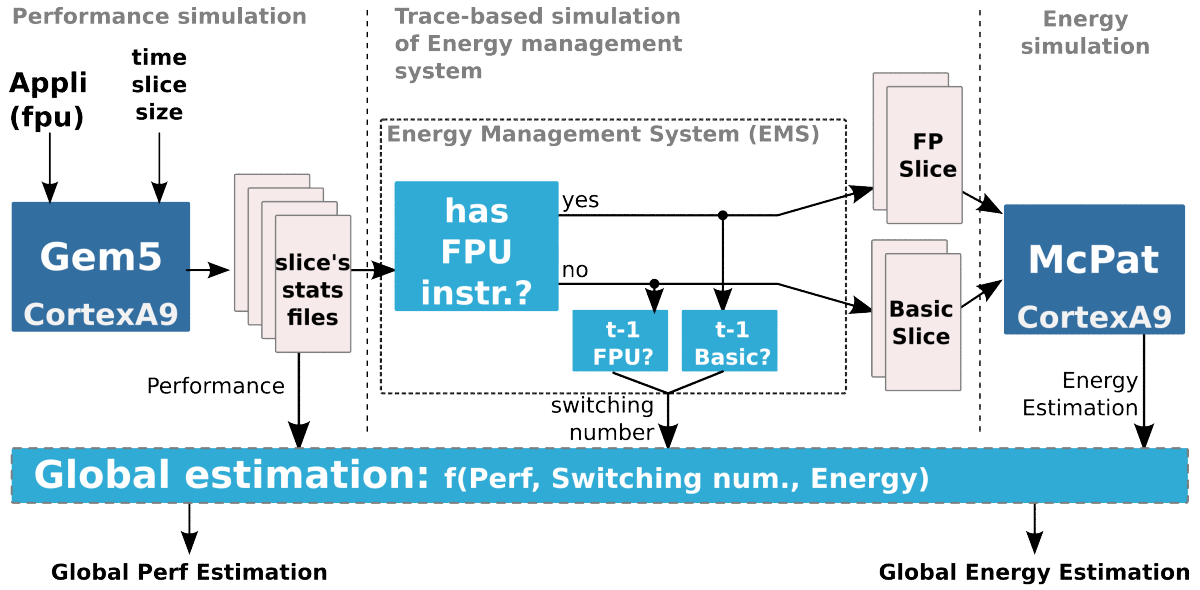 Performance simulation
Trace-based simulation
of Energy management
system
Energy
simulation
Appli
(fpu)
time
slice
size
Energy Management System (EMS)
Gem5
CortexA9
slice's
stats
files
has
FPU
instr.?
yes
no
t-1
FPU?
t-1
Basic?
FP
Slice
Basic
Slice
McPat
CortexA9
Performance
switching
number
Energy
Estimation
Global estimation: f(Perf, Switching num., Energy)
Global Perf Estimation
Global Energy Estimation